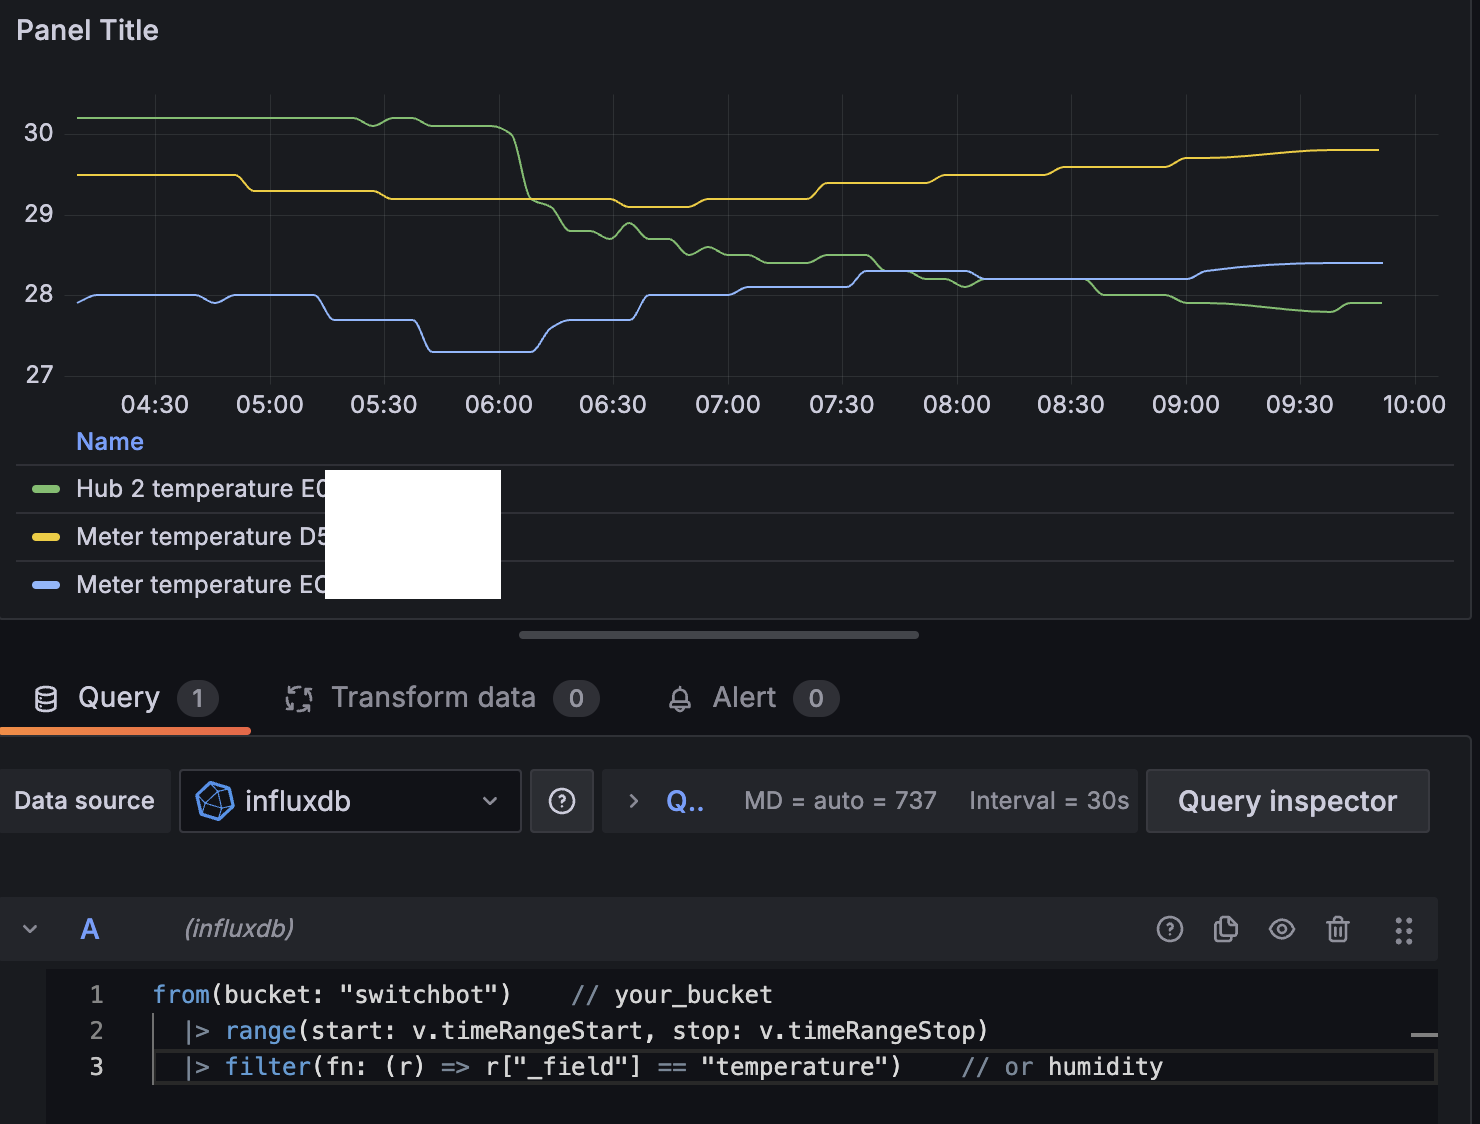 Panel Title
30
29
28
27
04:30 05:00 05:30 06:00 06:30 07:00 07:30 08:00 08:30 09:00 09:30 10:00
Name
Hub 2 temperature E0
Meter temperature D5
Meter temperature
Query 1 Transform data 0 Alert 0
Data source influxdb Q.. MD = auto = 737 Interval = 30s Query inspector
A (influxdb)
1 from(bucket: "switchbot") // your_bucket
2 |> range(start: v.timeRangeStart, stop: v.timeRangeStop)
3 |> filter(fn: (r) => r["_field"] == "temperature") // or humidity